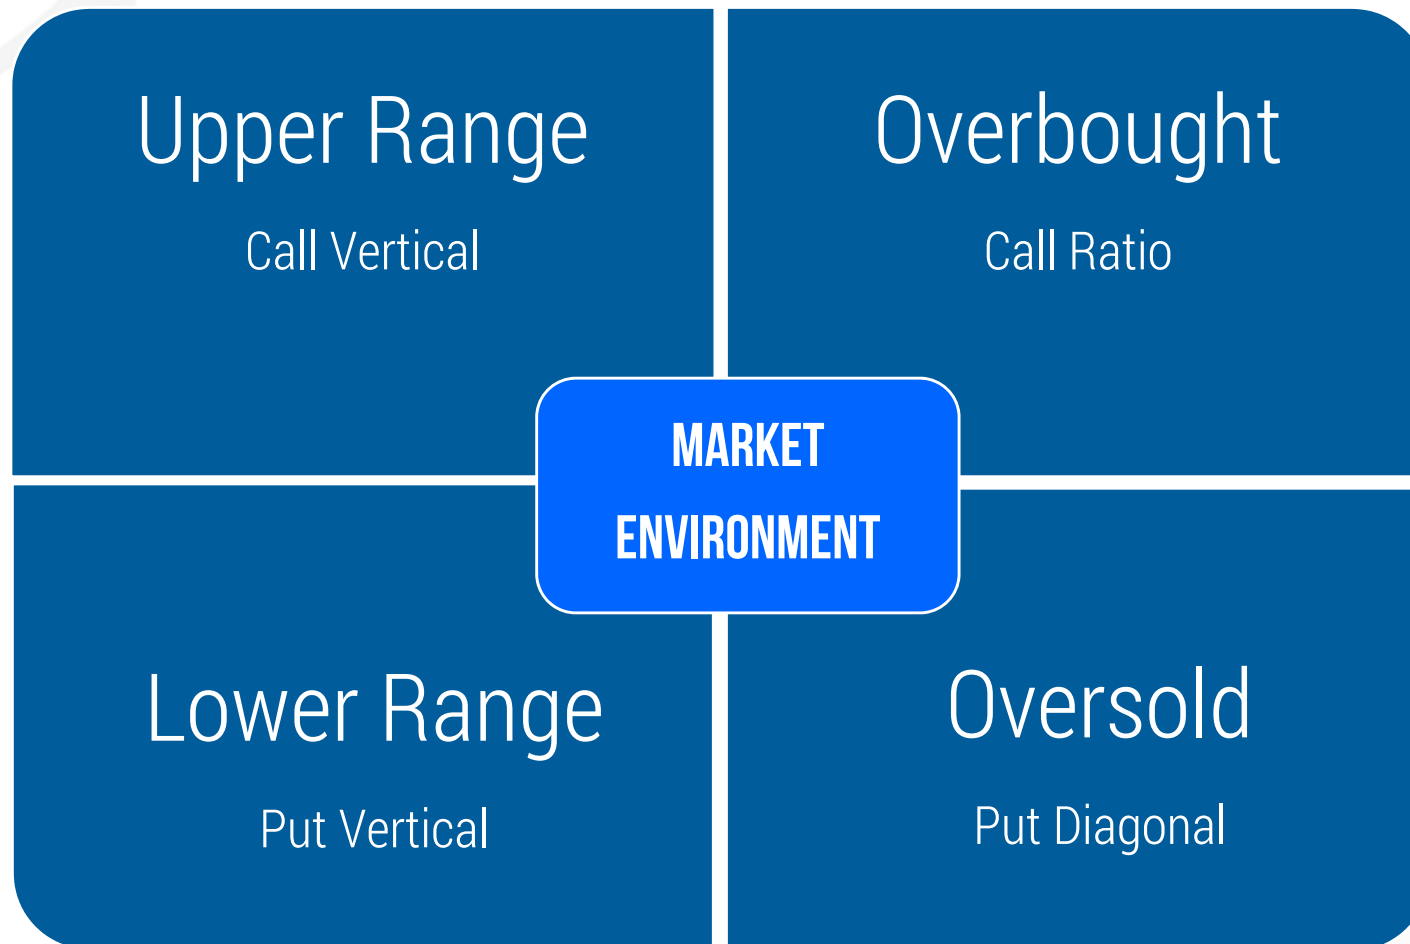 Upper Range
Call Vertical
Overbought
Call Ratio
MARKET
ENVIRONMENT
Lower Range
Put Vertical
Oversold
Put Diagonal